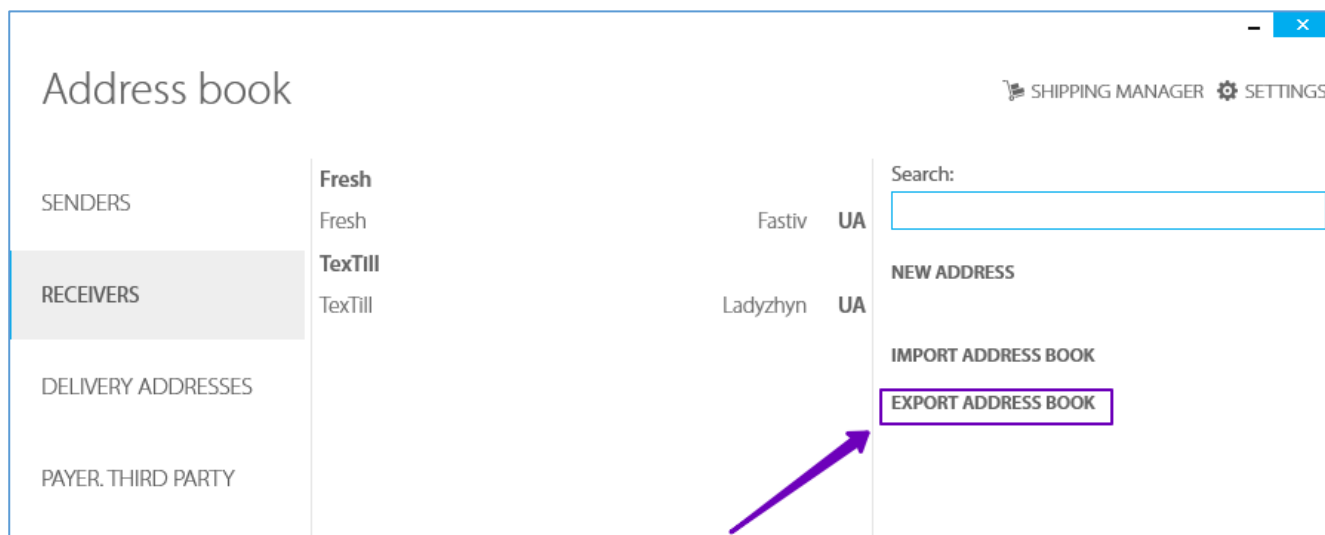 Address book
SHIPPING MANAGER SETTINGS
SENDERS
RECEIVERS
DELIVERY ADDRESSES
PAYER. THIRD PARTY
Fresh
Fresh Fastiv UA
TexTill
TexTill Ladyzhyn UA
Search:
NEW ADDRESS
IMPORT ADDRESS BOOK
EXPORT ADDRESS BOOK